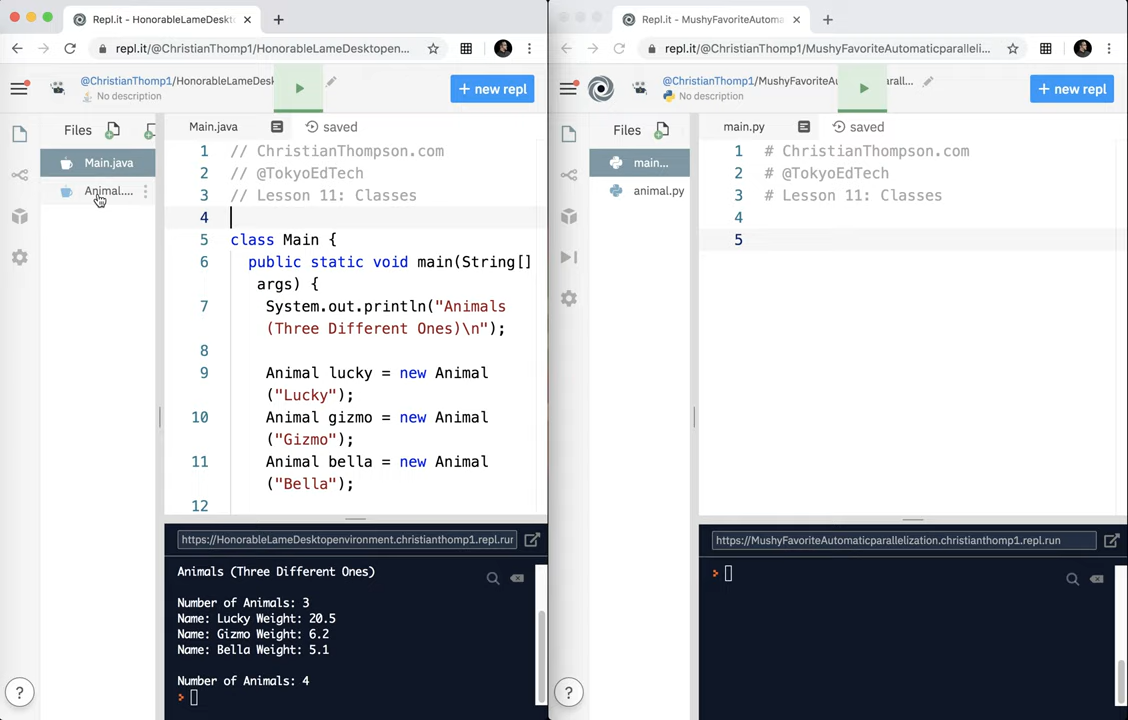 Repl.it - HonorableLameDeskt
repl.it/@ChristianThomp1/HonorableLameDesktopen...
@ChristianThomp1/HonorableLameDesk
No description
+ new repl
Files
Main.java
saved
Main.java
Animal....
1 // ChristianThompson.com
2 // @TokyoEdTech
3 // Lesson 11: Classes
4
5 class Main {
6 public static void main(String[]
args) {
7 System.out.println("Animals
(Three Different Ones)\n");
8
9 Animal lucky = new Animal
("Lucky");
10 Animal gizmo = new Animal
("Gizmo");
11 Animal bella = new Animal
("Bella");
12
https://HonorableLameDesktopenvironment.christianthomp1.repl.run
Animals (Three Different Ones)
Number of Animals: 3
Name: Lucky Weight: 20.5
Name: Gizmo Weight: 6.2
Name: Bella Weight: 5.1
Number of Animals: 4
?
Repl.it - MushyFavoriteAutoma
repl.it/@ChristianThomp1/MushyFavoriteAutomaticparalleli...
@ChristianThomp1/MushyFavoriteAu arall...
No description
+ new repl
Files
main.py
saved
main...
animal.py
1 # ChristianThompson.com
2 # @TokyoEdTech
3 # Lesson 11: Classes
4
5
https://MushyFavoriteAutomaticparallelization.christianthomp1.repl.run
?